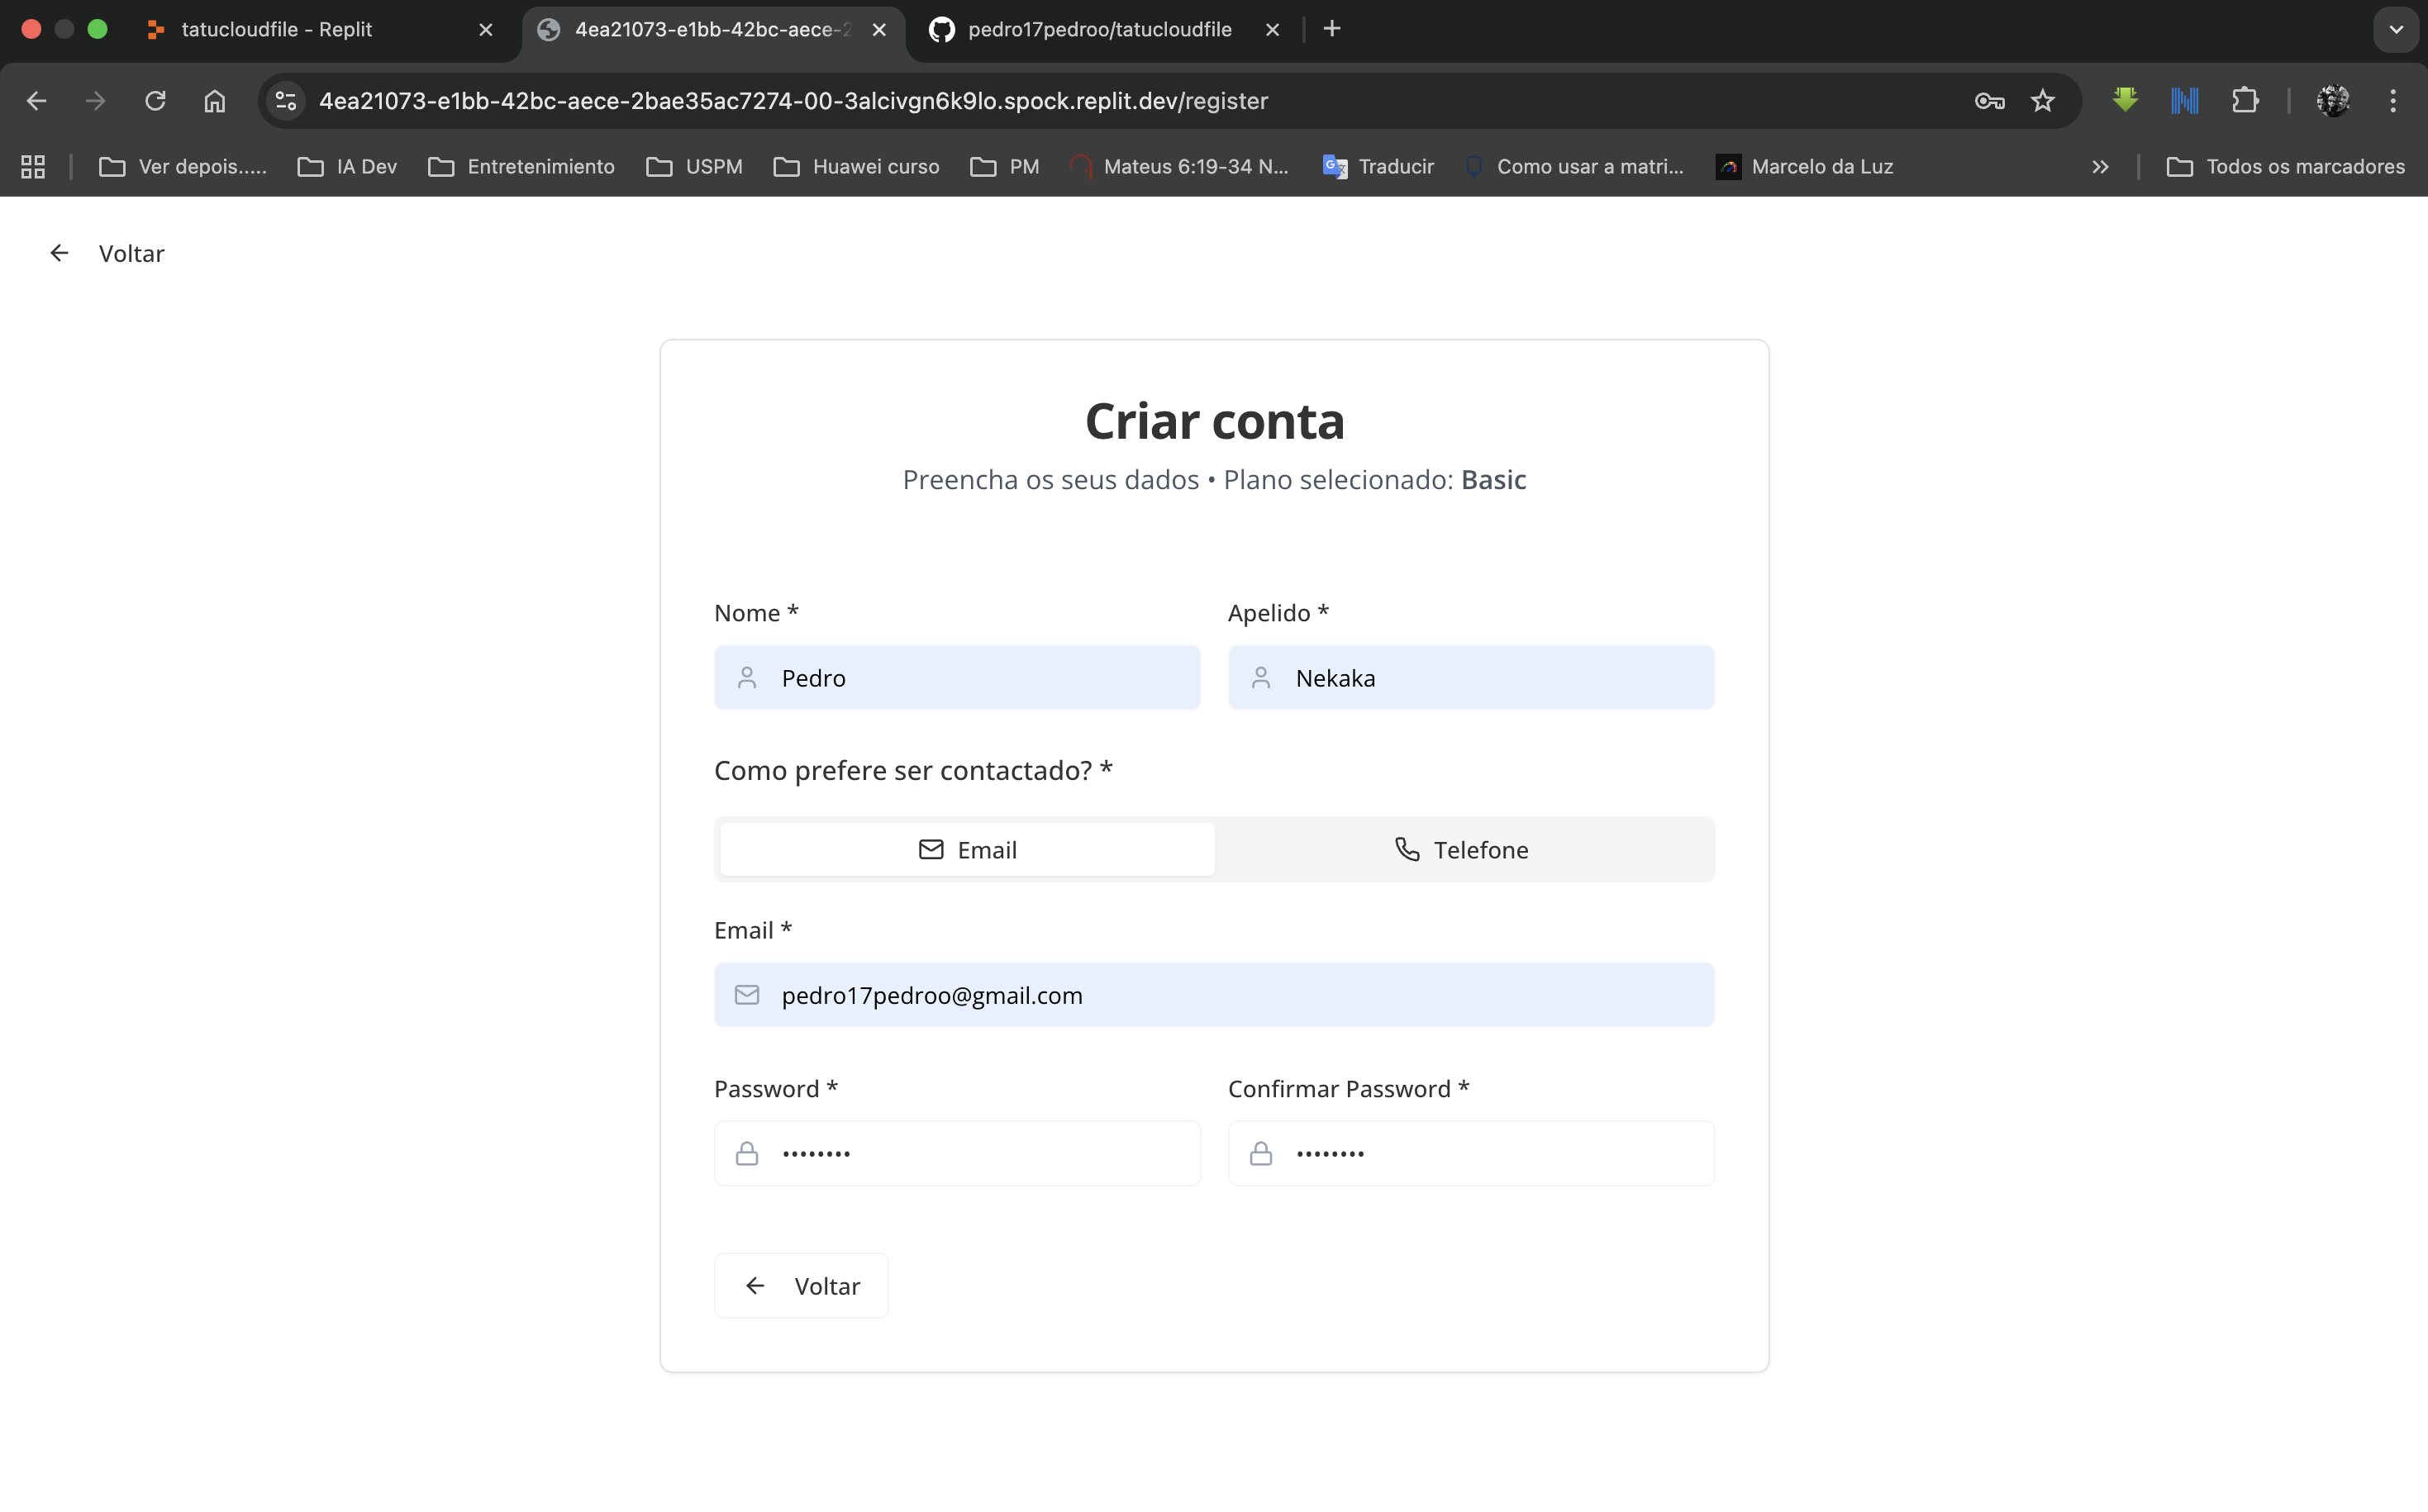 tatucloudfile - Replit
4ea21073-e1bb-42bc-aece-2
pedro17pedroo/tatucloudfile
4ea21073-e1bb-42bc-aece-2bae35ac7274-00-3alcivgn6k9lo.spock.replit.dev/register
Ver depois..... IA Dev Entretenimiento USPM Huawei curso PM Mateus 6:19-34 N... Traducir Como usar a matri... Marcelo da Luz Todos os marcadores
Voltar
Criar conta
Preencha os seus dados • Plano selecionado: Basic
Nome * Apelido *
Pedro Nekaka
Como prefere ser contactado? *
Email Telefone
Email *
pedro17pedroo@gmail.com
Password * Confirmar Password *
•••••••• ••••••••
Voltar